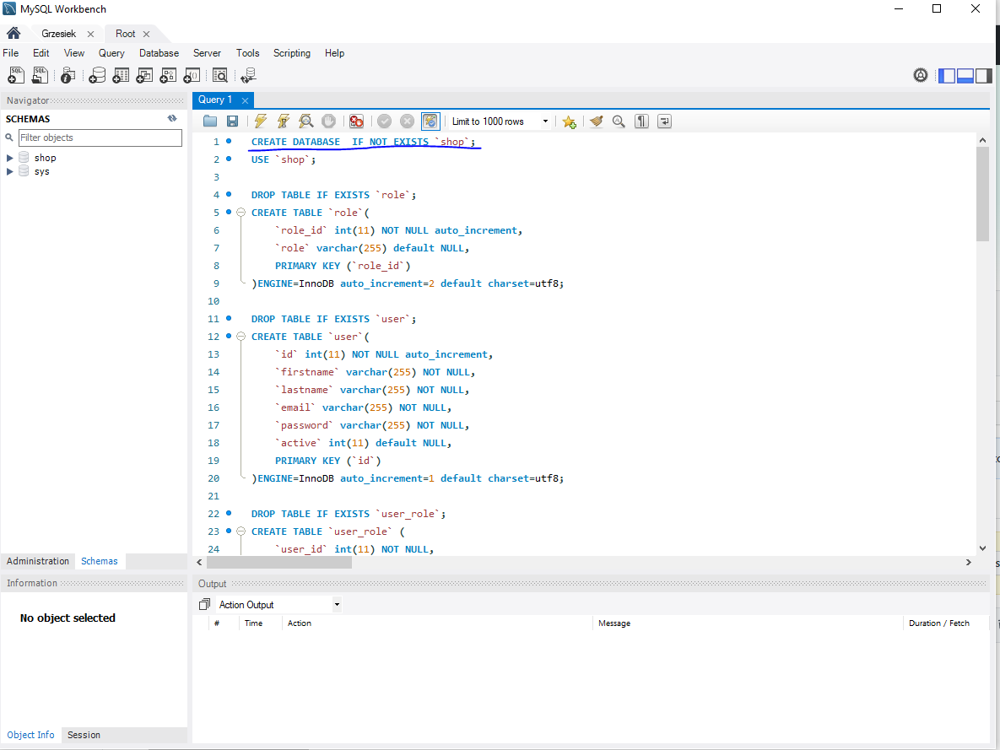 MySQL Workbench
Grzesiek
Root
File Edit View Query Database Server Tools Scripting Help
Navigator
SCHEMAS
Filter objects
shop
sys
Administration Schemas
Information
No object selected
Object Info Session
Query 1
Limit to 1000 rows
1 CREATE DATABASE  IF NOT EXISTS `shop`;
2 USE `shop`;
3
4 DROP TABLE IF EXISTS `role`;
5 CREATE TABLE `role`(
6 `role_id` int(11) NOT NULL auto_increment,
7 `role` varchar(255) default NULL,
8 PRIMARY KEY (`role_id`)
9 )ENGINE=InnoDB auto_increment=2 default charset=utf8;
10
11 DROP TABLE IF EXISTS `user`;
12 CREATE TABLE `user`(
13 `id` int(11) NOT NULL auto_increment,
14 `firstname` varchar(255) NOT NULL,
15 `lastname` varchar(255) NOT NULL,
16 `email` varchar(255) NOT NULL,
17 `password` varchar(255) NOT NULL,
18 `active` int(11) default NULL,
19 PRIMARY KEY (`id`)
20 )ENGINE=InnoDB auto_increment=1 default charset=utf8;
21
22 DROP TABLE IF EXISTS `user_role`;
23 CREATE TABLE `user_role` (
24 `user_id` int(11) NOT NULL,
Output
Action Output
# Time Action Message Duration / Fetch